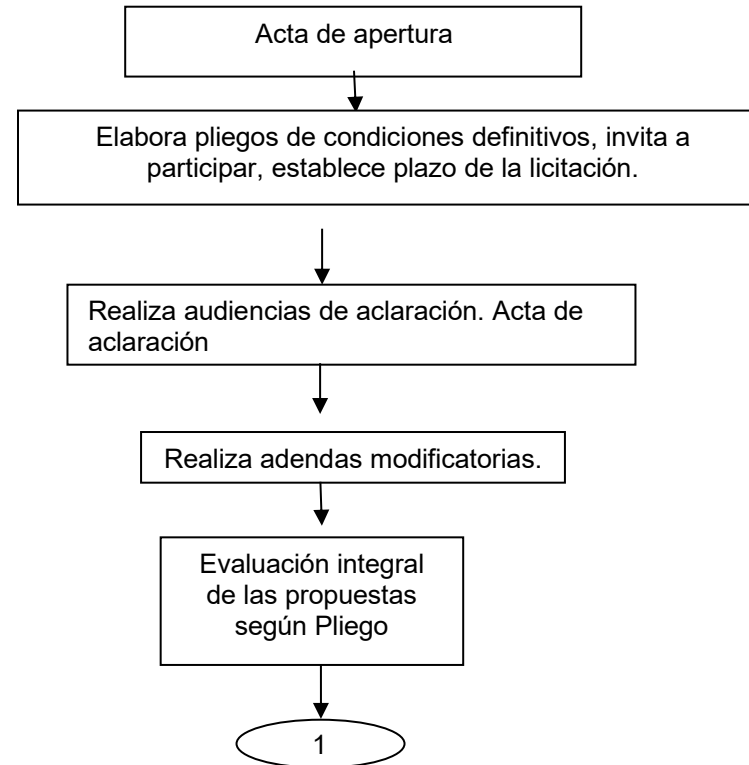 Acta de apertura
Elabora pliegos de condiciones definitivos, invita a
participar, establece plazo de la licitación.
Realiza audiencias de aclaración. Acta de
aclaración
Realiza adendas modificatorias.
Evaluación integral
de las propuestas
según Pliego
1